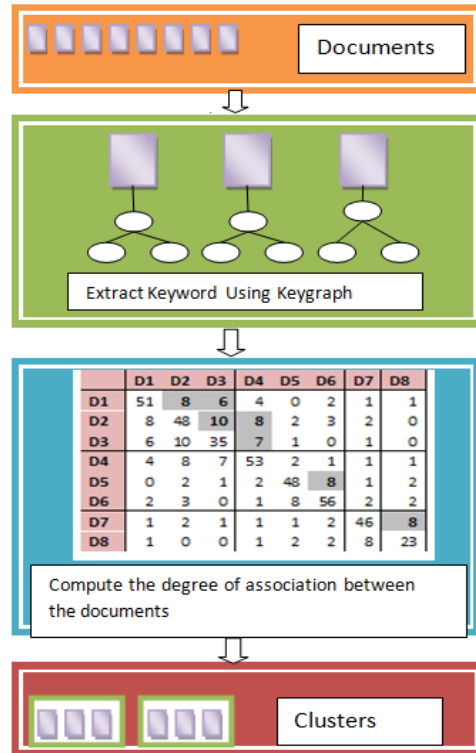 Documents
Extract Keyword Using Keygraph
D1 D2 D3 D4 D5 D6 D7 D8
D1 51 8 6 4 0 2 1 1
D2 8 48 10 8 2 3 2 0
D3 6 10 35 7 1 0 1 0
D4 4 8 7 53 2 1 1 1
D5 0 2 1 2 48 8 1 2
D6 2 3 0 1 8 56 2 2
D7 1 2 1 1 1 2 46 8
D8 1 0 0 1 2 2 8 23
Compute the degree of association between
the documents
Clusters